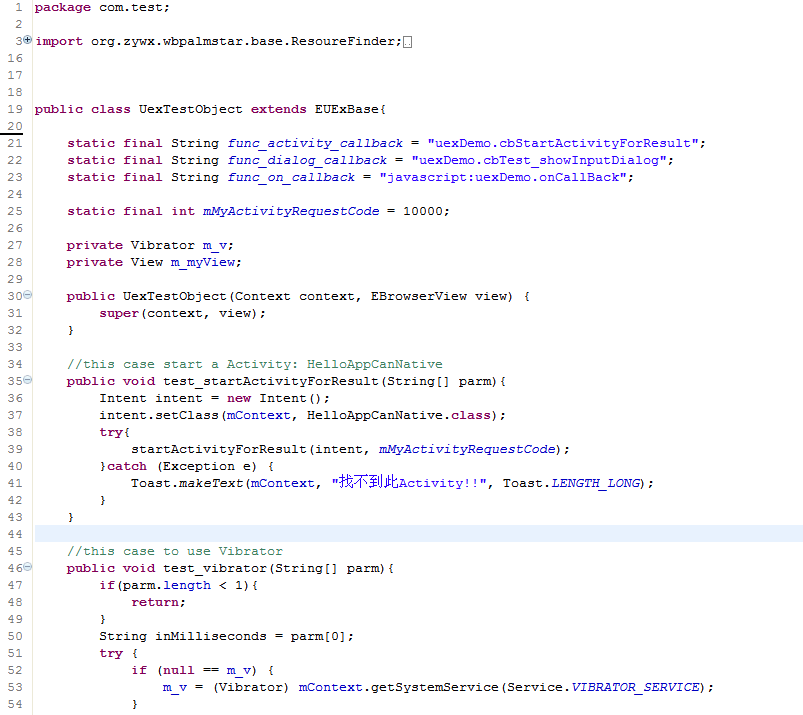 1 package com.test;
2
3 import org.zywx.wbpalmstar.base.ResoureFinder;
16
17
18
19 public class UexTestObject extends EUExBase{
20
21 static final String func_activity_callback = "uexDemo.cbStartActivityForResult";
22 static final String func_dialog_callback = "uexDemo.cbTest_showInputDialog";
23 static final String func_on_callback = "javascript:uexDemo.onCallBack";
24
25 static final int mMyActivityRequestCode = 10000;
26
27 private Vibrator m_v;
28 private View m_myView;
29
30 public UexTestObject(Context context, EBrowserView view) {
31 super(context, view);
32 }
33
34 //this case start a Activity: HelloAppCanNative
35 public void test_startActivityForResult(String[] parm){
36 Intent intent = new Intent();
37 intent.setClass(mContext, HelloAppCanNative.class);
38 try{
39 startActivityForResult(intent, mMyActivityRequestCode);
40 }catch (Exception e) {
41 Toast.makeText(mContext, "找不到此Activity!!", Toast.LENGTH_LONG);
42 }
43 }
44
45 //this case to use Vibrator
46 public void test_vibrator(String[] parm){
47 if(parm.length < 1){
48 return;
49 }
50 String inMilliseconds = parm[0];
51 try {
52 if (null == m_v) {
53 m_v = (Vibrator) mContext.getSystemService(Service.VIBRATOR_SERVICE);
54 }